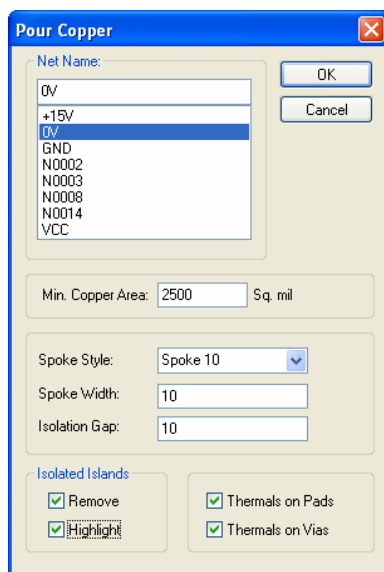 Pour Copper
Net Name:
0V
+15V
0V
GND
N0002
N0003
N0008
N0014
VCC
OK
Cancel
Min. Copper Area: 2500 Sq. mil
Spoke Style: Spoke 10
Spoke Width: 10
Isolation Gap: 10
Isolated Islands
Remove
Highlight
Thermals on Pads
Thermals on Vias